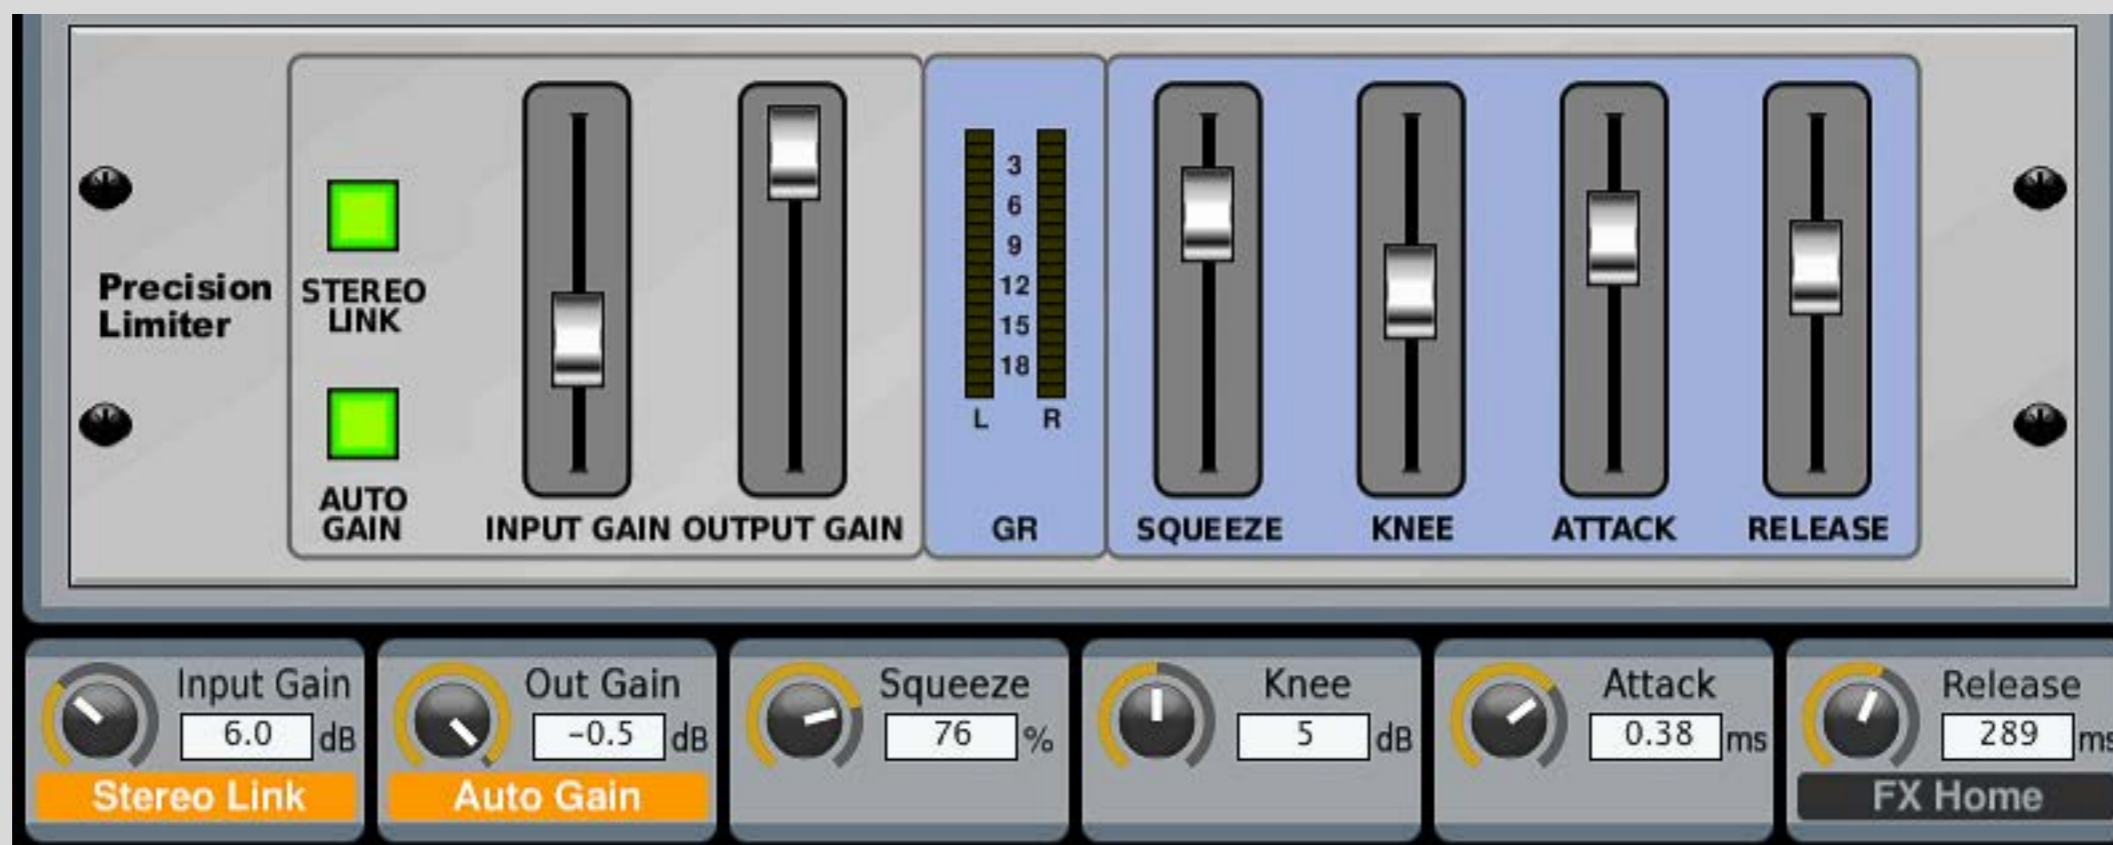 Precision
Limiter
STEREO
LINK
AUTO
GAIN
INPUT GAIN
OUTPUT GAIN
3
6
9
12
15
18
L
R
GR
SQUEEZE
KNEE
ATTACK
RELEASE
Input Gain
6.0 dB
Stereo Link
Out Gain
-0.5 dB
Auto Gain
Squeeze
76 %
Knee
5 dB
Attack
0.38 ms
Release
289 ms
FX Home